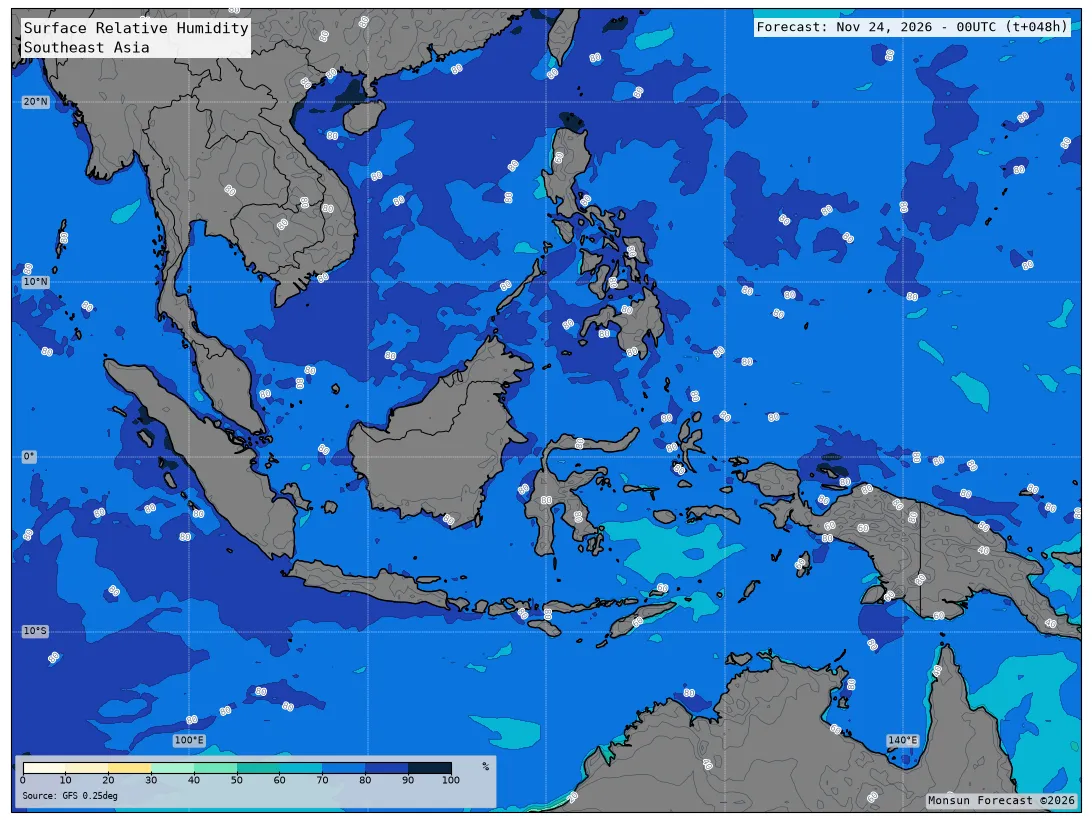 Surface Relative Humidity
Southeast Asia
Forecast: Nov 24, 2026 - 00UTC (t+048h)
20°N
10°N
0°
10°S
100°E
140°E
0 10 20 30 40 50 60 70 80 90 100
%
Source: GFS 0.25deg
Monsun Forecast ©2026